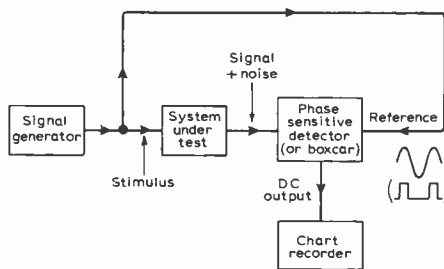 Signal
+ noise
Signal
generator
System
under
test
Phase
sensitive
detector
(or boxcar)
Reference
Stimulus
DC
output
Chart
recorder